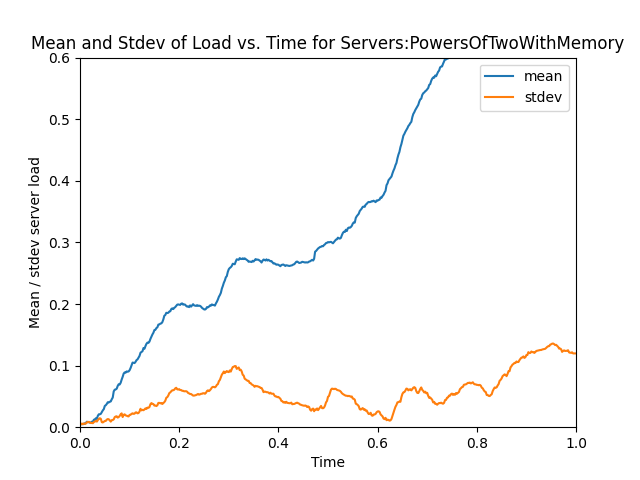 Mean and Stdev of Load vs. Time for Servers:PowersOfTwoWithMemory
mean
stdev
Mean / stdev server load
0.6
0.5
0.4
0.3
0.2
0.1
0.0
0.0 0.2 0.4 0.6 0.8 1.0
Time